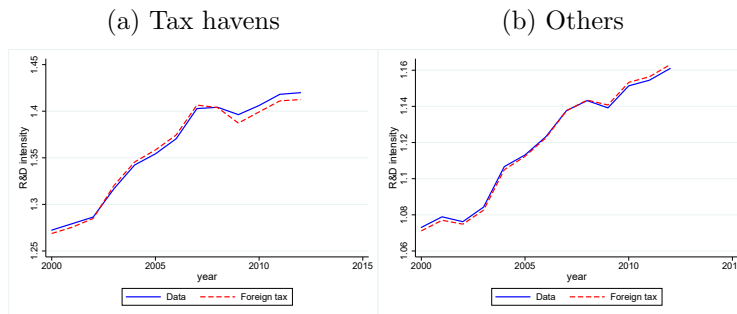 (a) Tax havens
R&D intensity
1.45
1.4
1.35
1.3
1.25
2000 2005 2010 2015
year
Data Foreign tax
(b) Others
R&D intensity
1.16
1.14
1.12
1.1
1.08
1.06
2000 2005 2010
year
Data Foreign tax